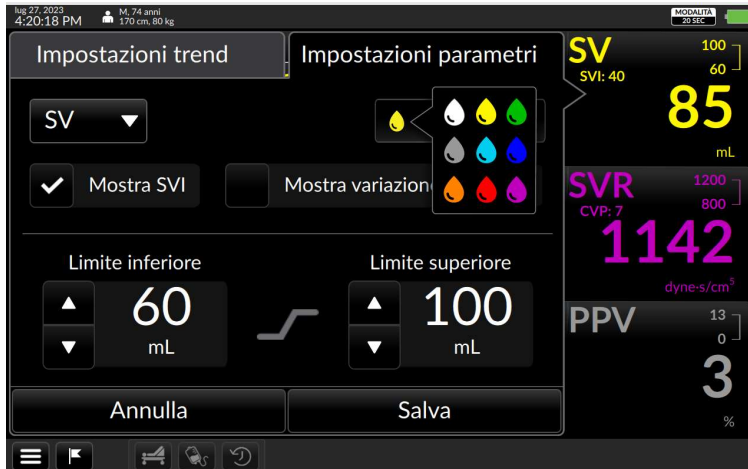 lug 27, 2023
4:20:18 PM
M, 74 anni
170 cm, 80 kg
MODALITÀ
20 SEC
Impostazioni trend
Impostazioni parametri
SV
Mostra SVI
Mostra variazion
Limite inferiore
60
mL
Limite superiore
100
mL
Annulla
Salva
SV
100
60
SVI: 40
85
mL
SVR
1200
800
CVP: 7
1142
dyne-s/cm⁵
PPV
13
0
3
%